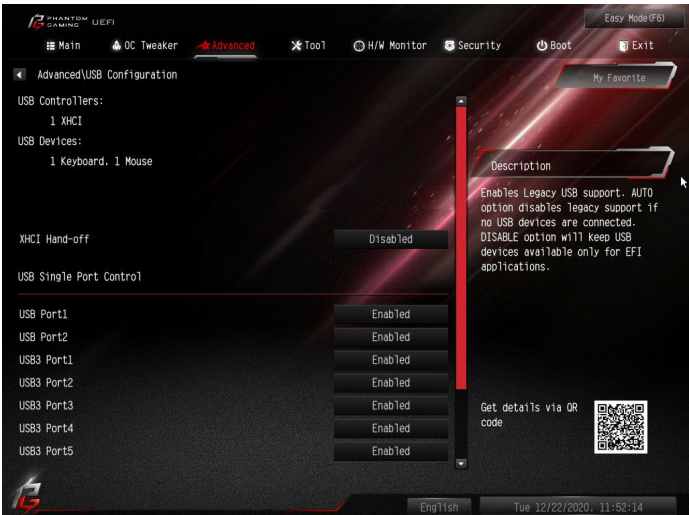 PHANTOM GAMING UEFI
Easy Mode(F6)
Main OC Tweaker Advanced Tool H/W Monitor Security Boot Exit
Advanced\USB Configuration
My Favorite
USB Controllers:
1 XHCI
USB Devices:
1 Keyboard. 1 Mouse
Description
Enables Legacy USB support. AUTO
option disables legacy support if
no USB devices are connected.
DISABLE option will keep USB
devices available only for EFI
applications.
XHCI Hand-off Disabled
USB Single Port Control
USB Port1 Enabled
USB Port2 Enabled
USB3 Port1 Enabled
USB3 Port2 Enabled
USB3 Port3 Enabled
USB3 Port4 Enabled
USB3 Port5 Enabled
Get details via QR
code
English
Tue 12/22/2020. 11:52:14